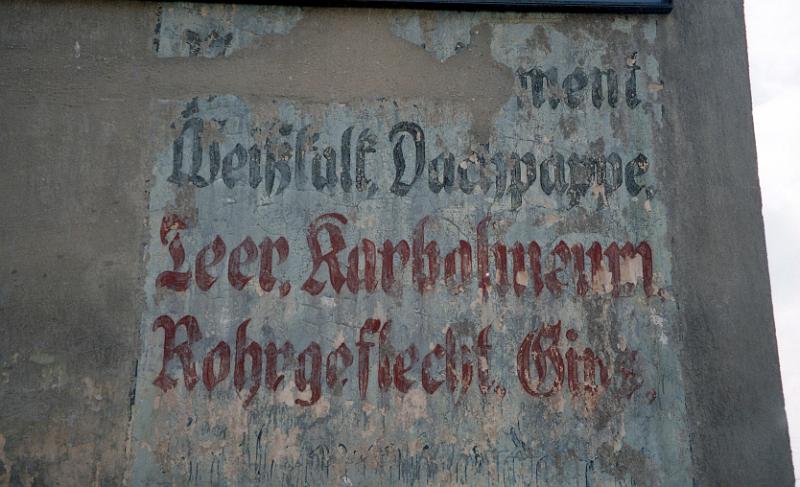 ment
Weißkalk, Dachpappe,
Teer, Karbolineum,
Rohrgeflecht, Gips,